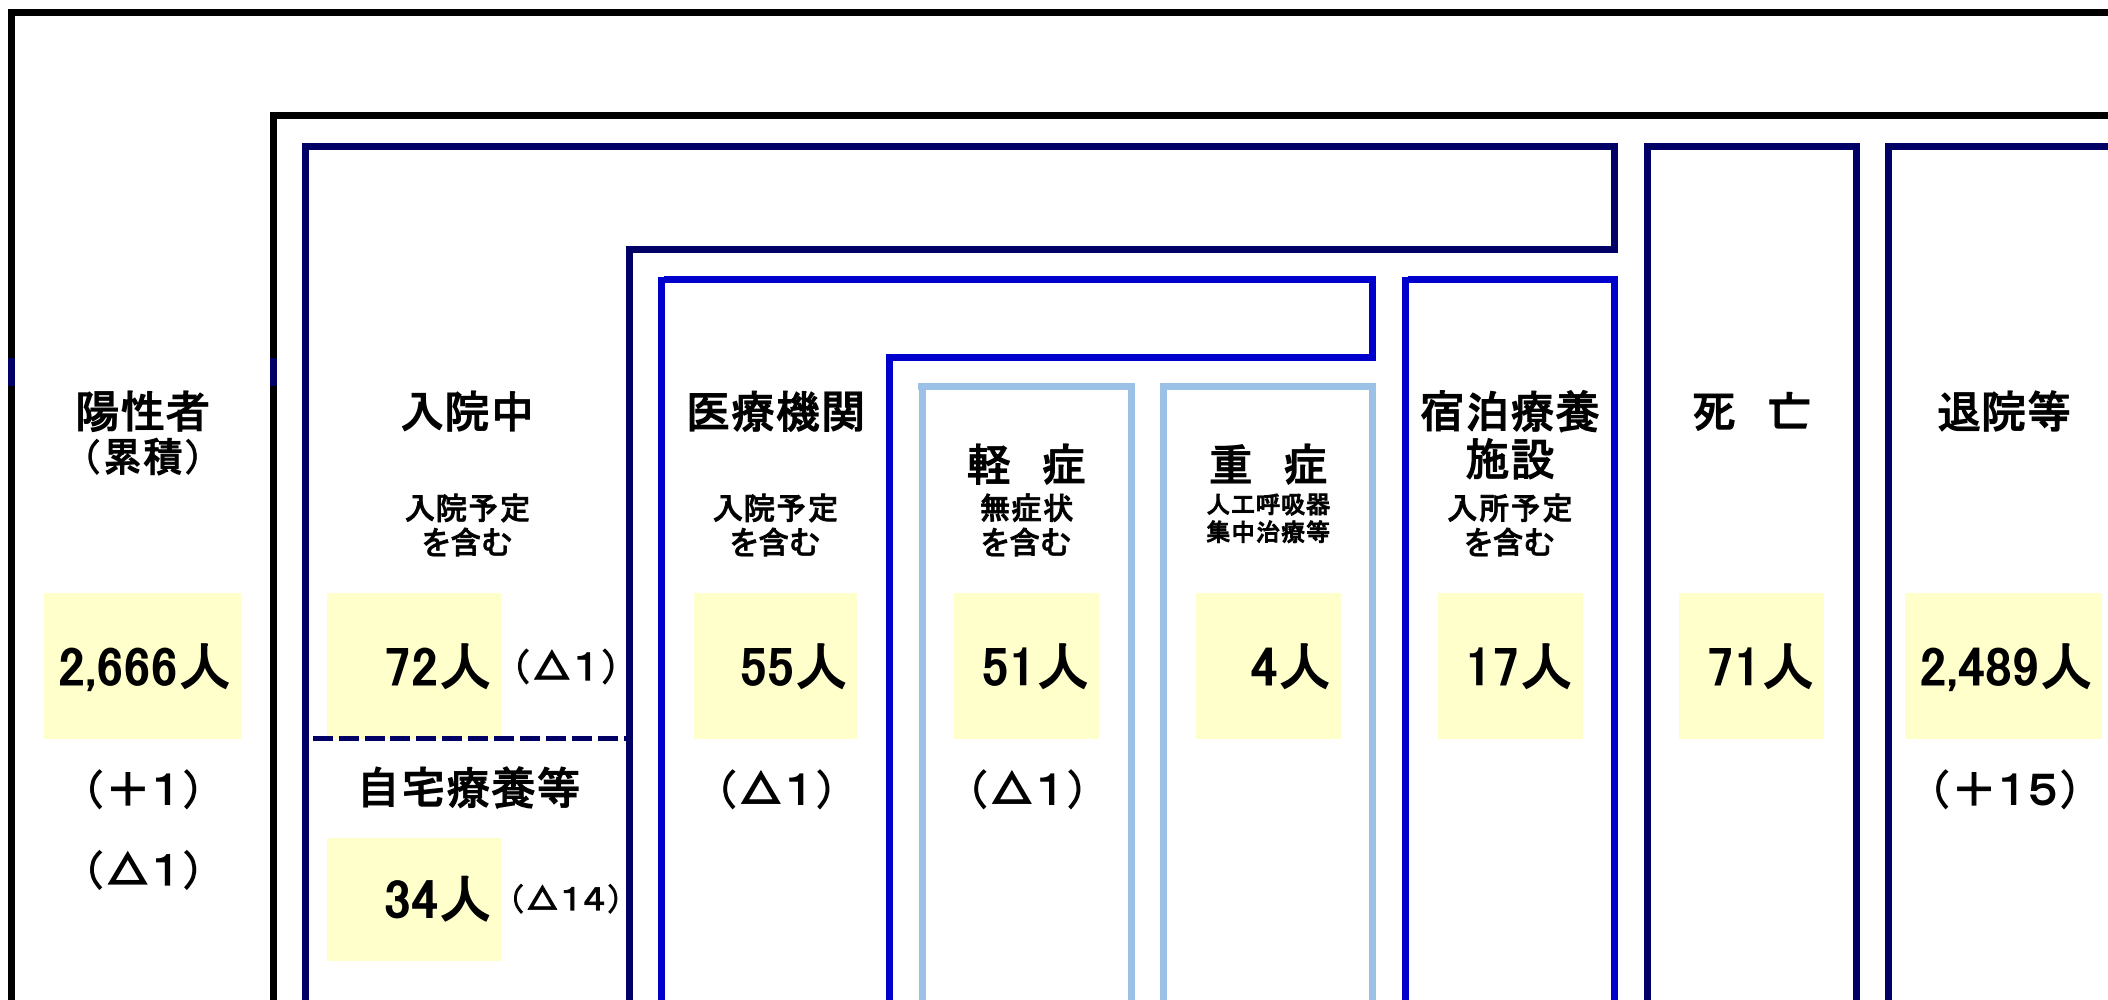 陽性者
（累積）
2,666人
（＋1）
（△1）
入院中
入院予定
を含む
72人（△1）
自宅療養等
34人（△14）
医療機関
入院予定
を含む
55人
（△1）
軽　症
無症状
を含む
51人
（△1）
重　症
人工呼吸器
集中治療等
4人
宿泊療養
施設
入所予定
を含む
17人
死　亡
71人
退院等
2,489人
（＋15）